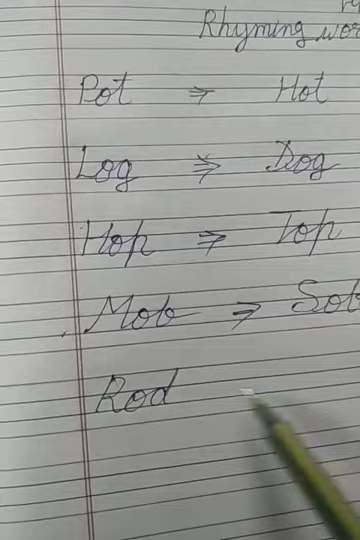 Rhyming wor
Pot ⇒ Hot
Log ⇒ Dog
Hop ⇒ Top
Mob ⇒ Sob
Rod